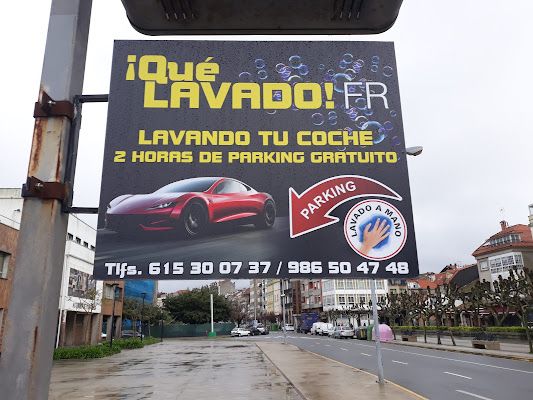 ¡Qué
LAVADO! FR
LAVANDO TU COCHE
2 HORAS DE PARKING GRATUITO
PARKING
LAVADO A MANO
Tlfs. 615 30 07 37 / 986 50 47 48